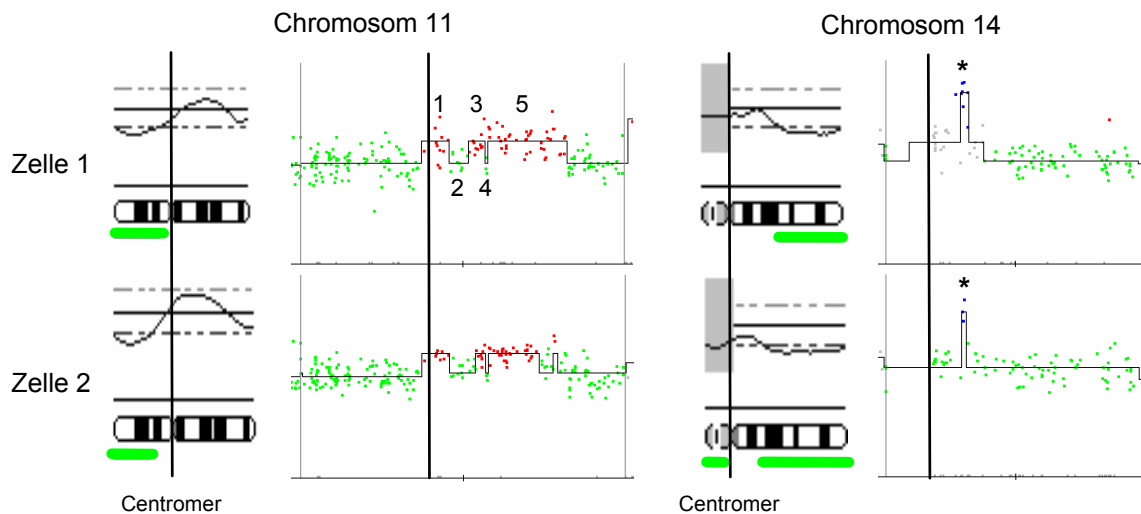 Chromosom 11
Chromosom 14
Zelle 1
1
3
5
2
4
*
Zelle 2
*
Centromer
Centromer